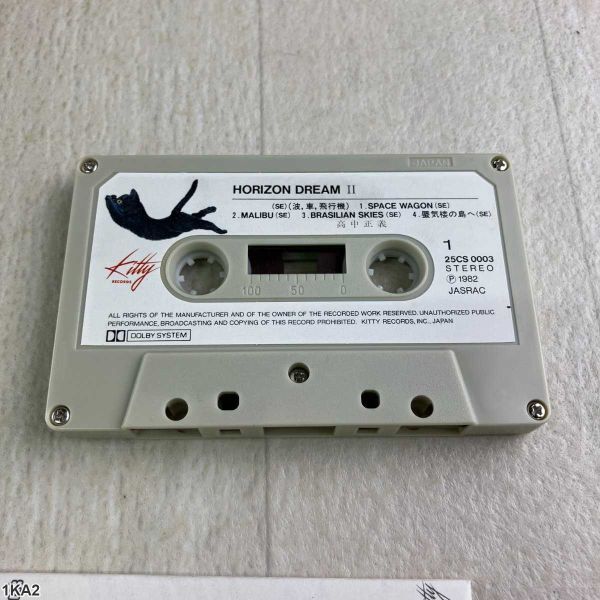 JAPAN
HORIZON DREAM II
(SE)(波,車,飛行機) 1.SPACE WAGON(SE)
2.MALIBU(SE) 3.BRASILIAN SKIES(SE) 4.蜃気楼の島へ(SE)
高中正義
Kitty
RECORDS
1
25CS 0003
STEREO
Ⓟ 1982
JASRAC
100 50 0
ALL RIGHTS OF THE MANUFACTURER AND OF THE OWNER OF THE RECORDED WORK RESERVED. UNAUTHORIZED PUBLIC
PERFORMANCE, BROADCASTING AND COPYING OF THIS RECORD PROHIBITED. KITTY RECORDS, INC., JAPAN
DOLBY SYSTEM
Kitty
1KA2